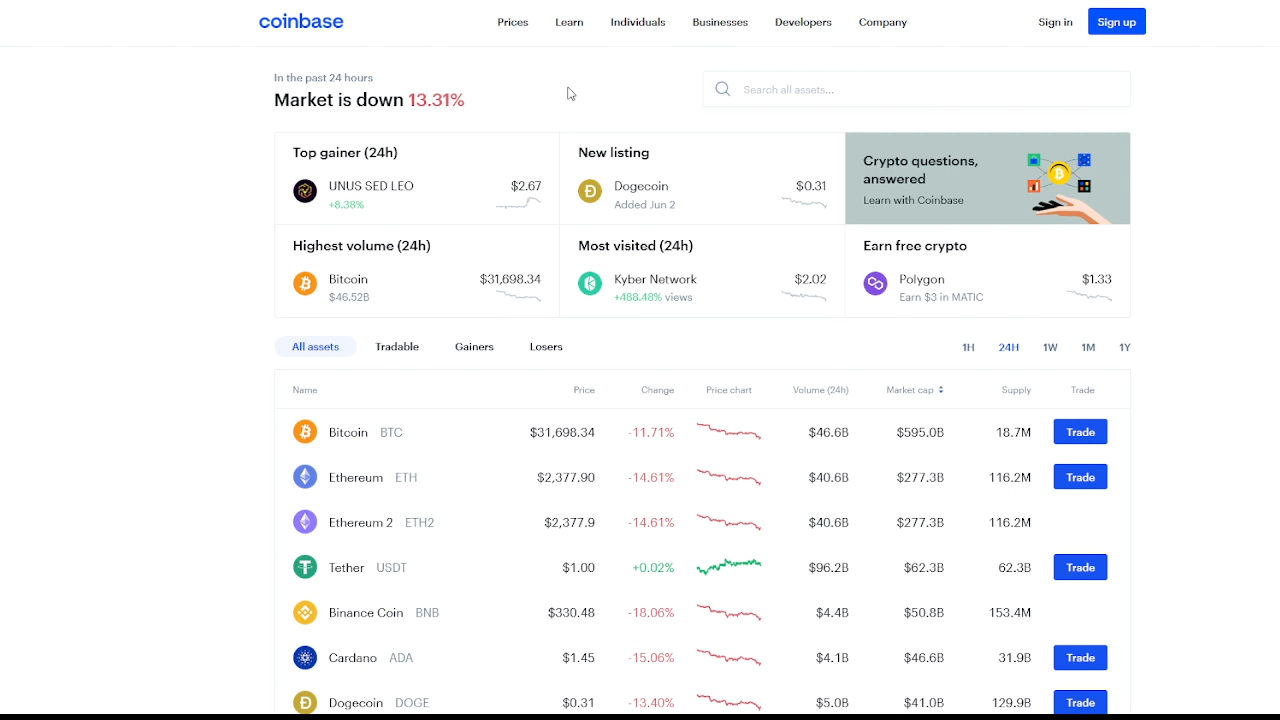 coinbase Prices Learn Individuals Businesses Developers Company Sign in Sign up
In the past 24 hours
Market is down 13.31%
Search all assets...
Top gainer (24h)
UNUS SED LEO $2.67
+8.38%
New listing
Dogecoin $0.31
Added Jun 2
Crypto questions,
answered
Learn with Coinbase
Highest volume (24h)
Bitcoin $31,698.34
$46.52B
Most visited (24h)
Kyber Network $2.02
+488.48% views
Earn free crypto
Polygon $1.33
Earn $3 in MATIC
All assets Tradable Gainers Losers 1H 24H 1W 1M 1Y
Name Price Change Price chart Volume (24h) Market cap Supply Trade
Bitcoin BTC $31,698.34 -11.71% $46.6B $595.0B 18.7M Trade
Ethereum ETH $2,377.90 -14.61% $40.6B $277.3B 116.2M Trade
Ethereum 2 ETH2 $2,377.9 -14.61% $40.6B $277.3B 116.2M
Tether USDT $1.00 +0.02% $96.2B $62.3B 62.3B Trade
Binance Coin BNB $330.48 -18.06% $4.4B $50.8B 153.4M
Cardano ADA $1.45 -15.06% $4.1B $46.6B 31.9B Trade
Dogecoin DOGE $0.31 -13.40% $5.0B $41.0B 129.9B Trade